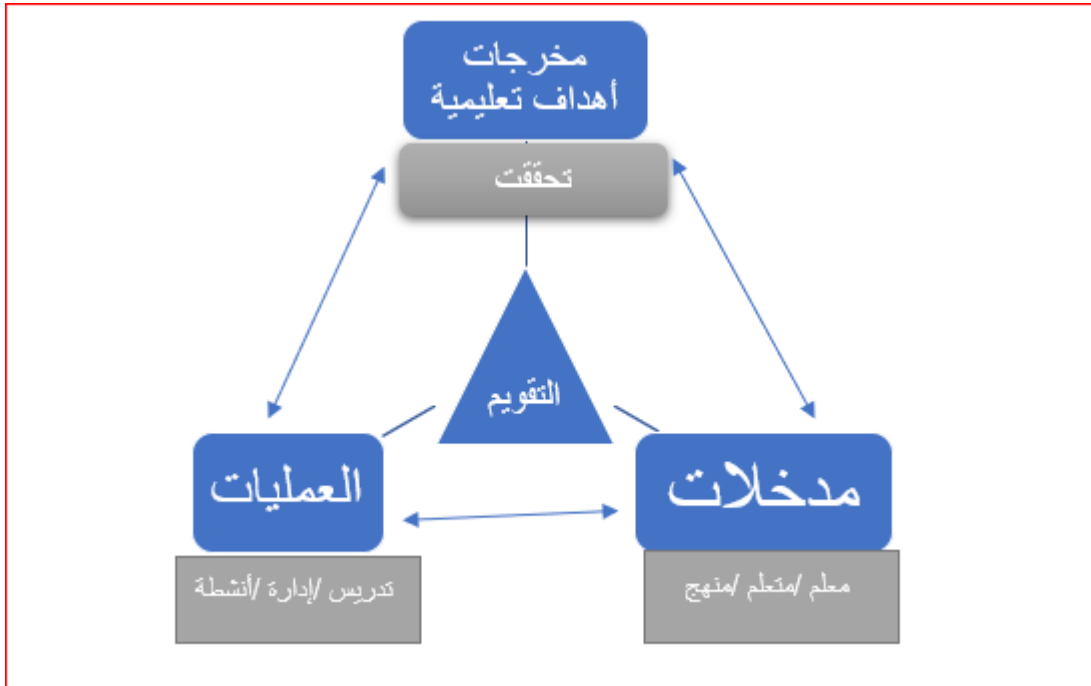 مخرجات
أهداف تعليمية
تحققت
التقويم
مدخلات
العمليات
معلم /متعلم /منهج
تدريس /إدارة /أنشطة